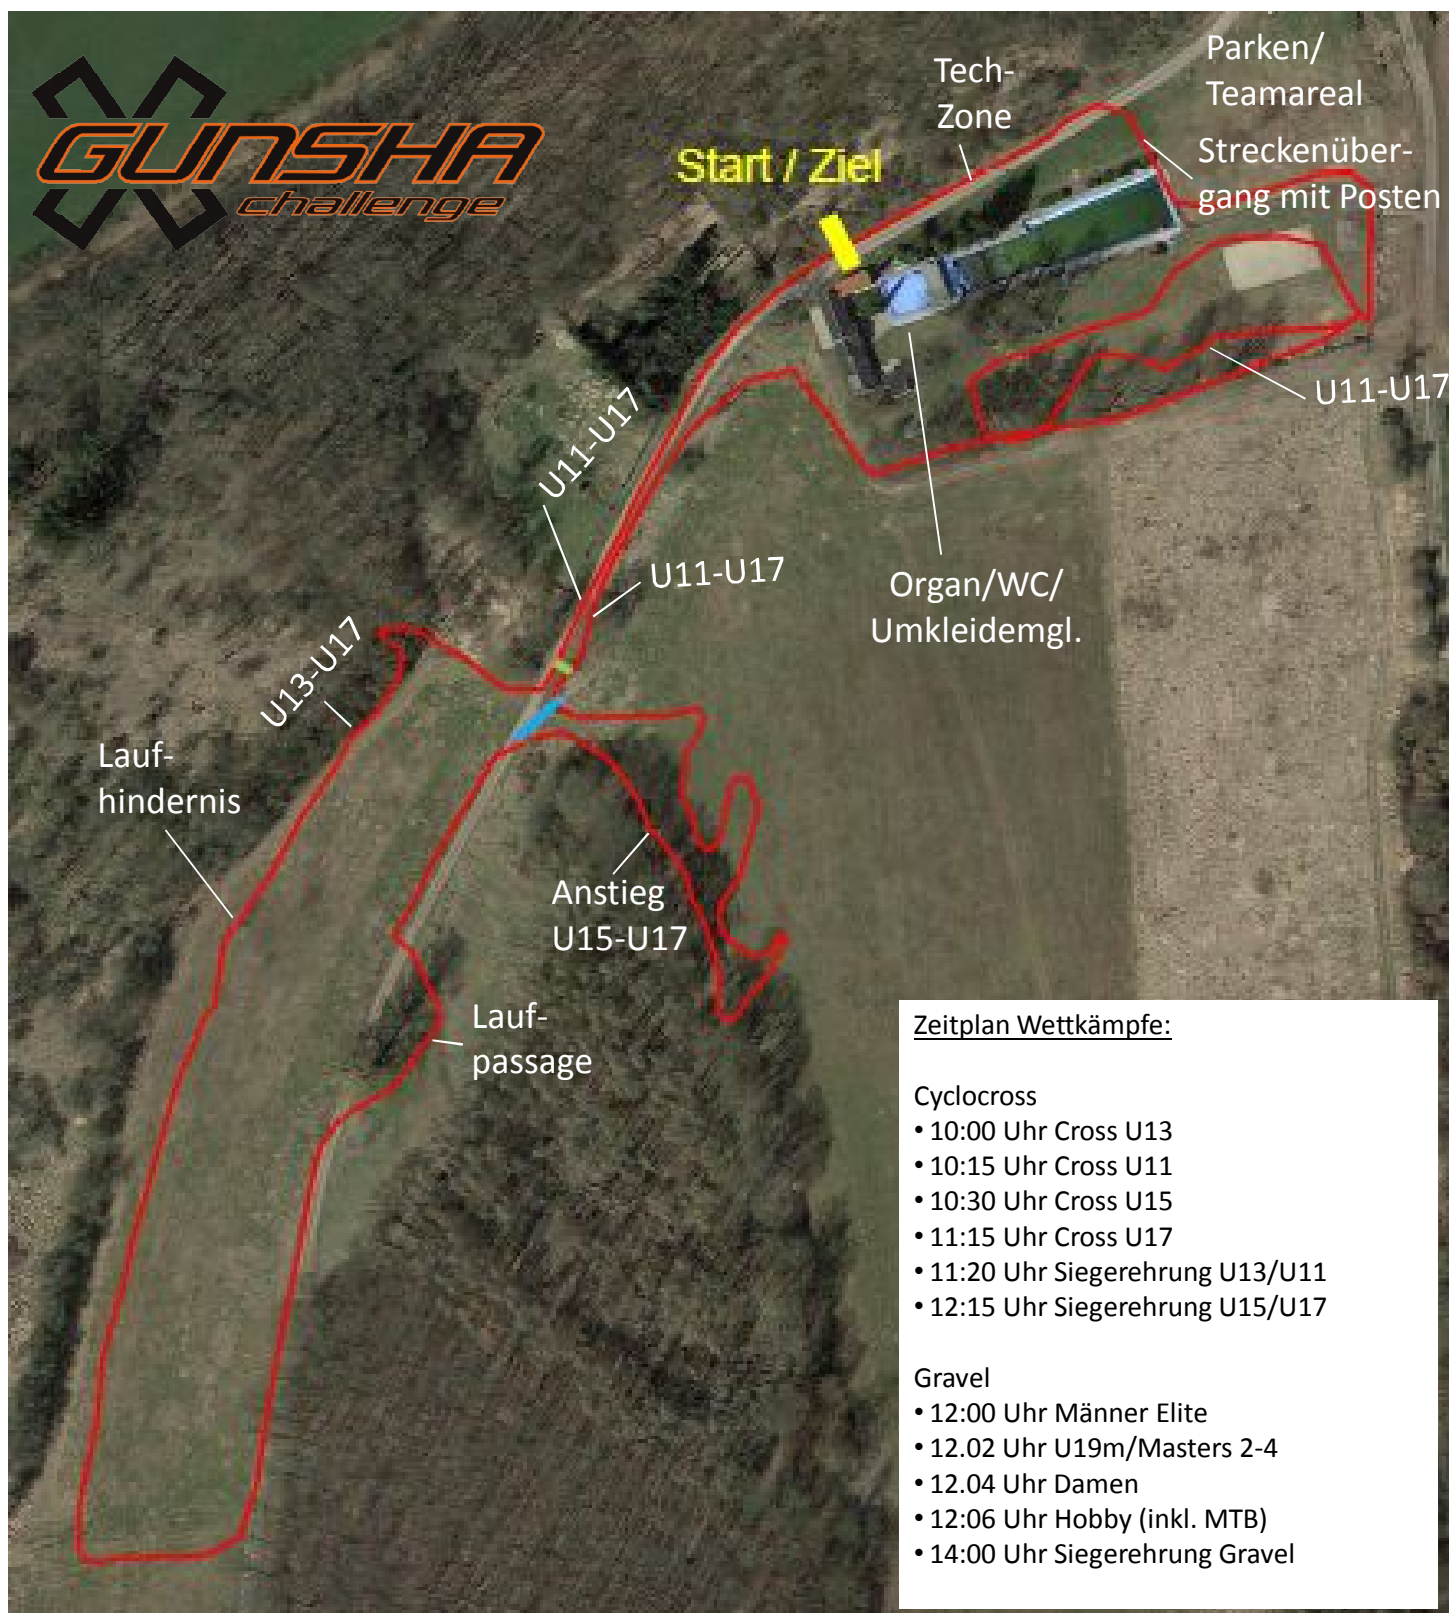 GUNSHA
challenge
Start / Ziel
Tech-
Zone
Parken/
Teamareal
Streckenüber-
gang mit Posten
U11-U17
U11-U17
U11-U17
Organ/WC/
Umkleidemgl.
U13-U17
Lauf-
hindernis
Anstieg
U15-U17
Lauf-
passage
Zeitplan Wettkämpfe:
Cyclocross
• 10:00 Uhr Cross U13
• 10:15 Uhr Cross U11
• 10:30 Uhr Cross U15
• 11:15 Uhr Cross U17
• 11:20 Uhr Siegerehrung U13/U11
• 12:15 Uhr Siegerehrung U15/U17
Gravel
• 12:00 Uhr Männer Elite
• 12.02 Uhr U19m/Masters 2-4
• 12.04 Uhr Damen
• 12:06 Uhr Hobby (inkl. MTB)
• 14:00 Uhr Siegerehrung Gravel